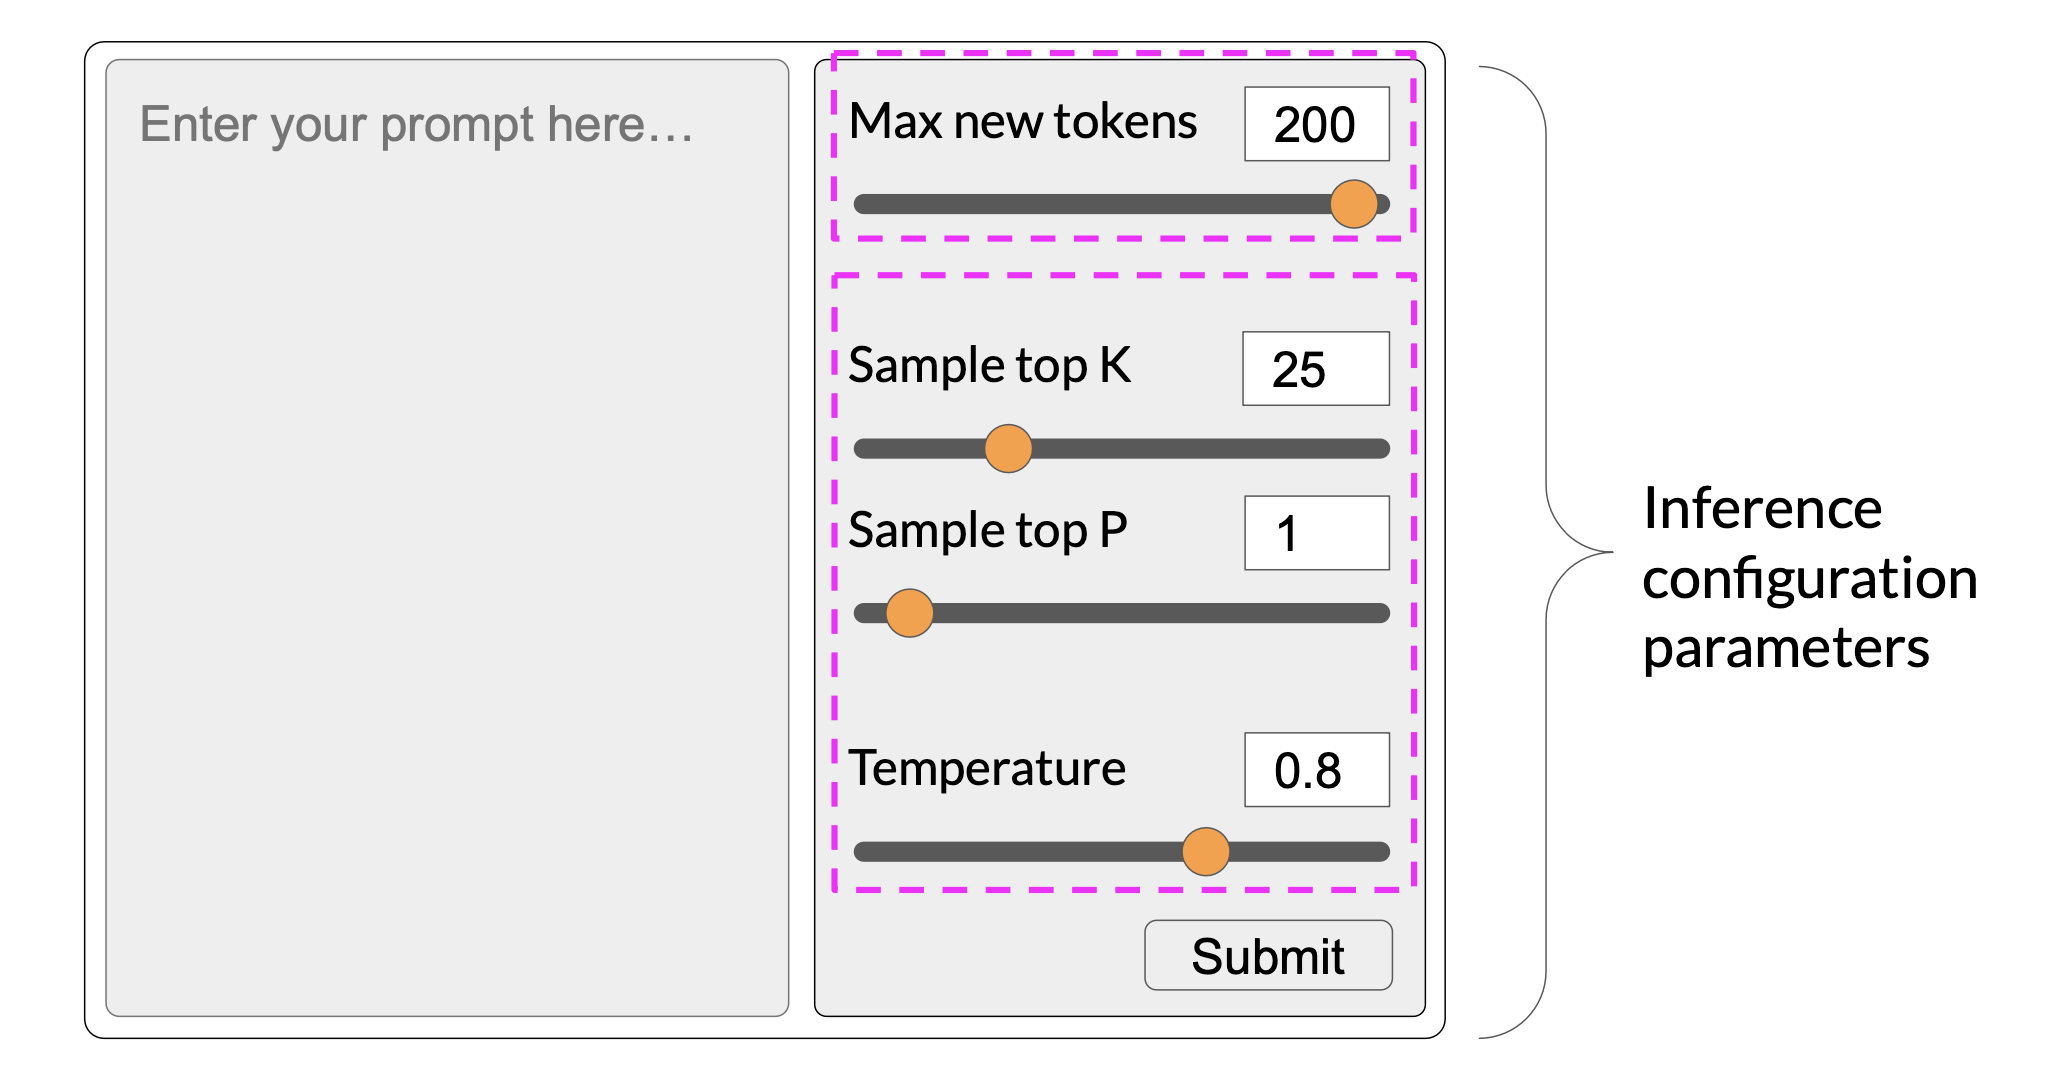 Enter your prompt here...
Max new tokens
200
Sample top K
25
Sample top P
1
Temperature
0.8
Submit
Inference
configuration
parameters